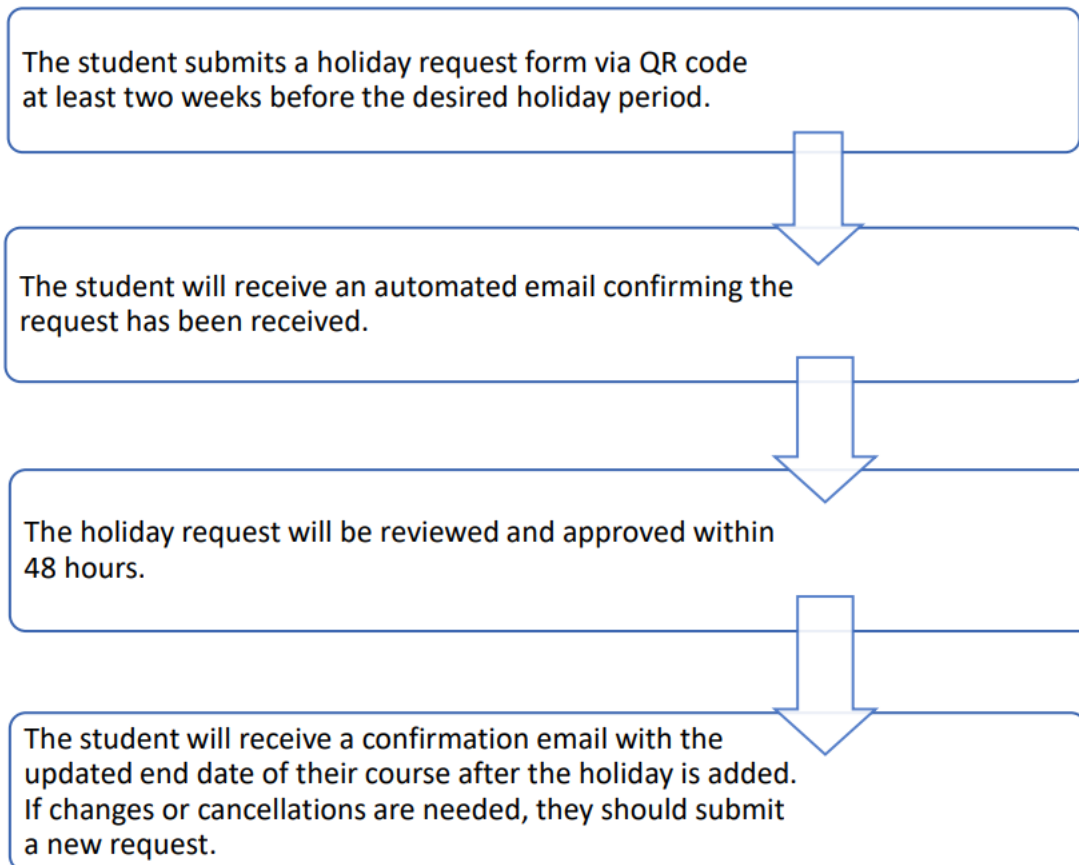 The student submits a holiday request form via QR code
at least two weeks before the desired holiday period.
The student will receive an automated email confirming the
request has been received.
The holiday request will be reviewed and approved within
48 hours.
The student will receive a confirmation email with the
updated end date of their course after the holiday is added.
If changes or cancellations are needed, they should submit
a new request.